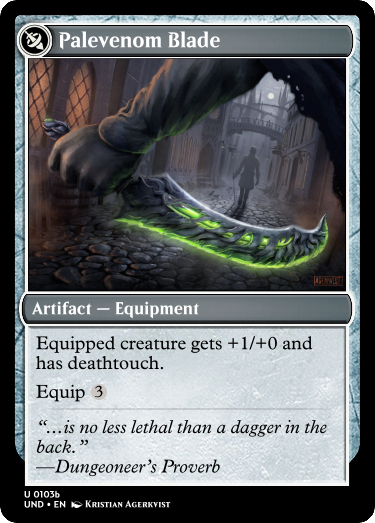 Palevenom Blade
Artifact — Equipment
Equipped creature gets +1/+0 and
has deathtouch.
Equip 3
“…is no less lethal than a dagger in the
back.”
—Dungeoneer’s Proverb
U 0103b
UND • EN Kristian Agerkvist